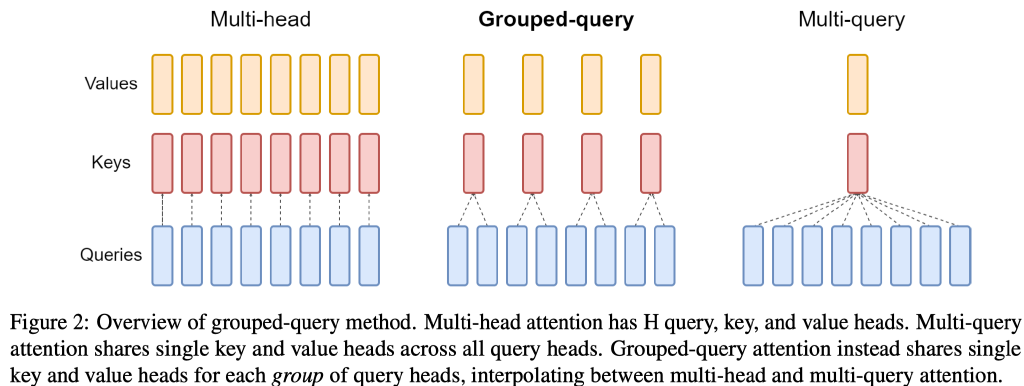 Multi-head
Grouped-query
Multi-query
Values
Keys
Queries
Figure 2: Overview of grouped-query method. Multi-head attention has H query, key, and value heads. Multi-query
attention shares single key and value heads across all query heads. Grouped-query attention instead shares single
key and value heads for each group of query heads, interpolating between multi-head and multi-query attention.